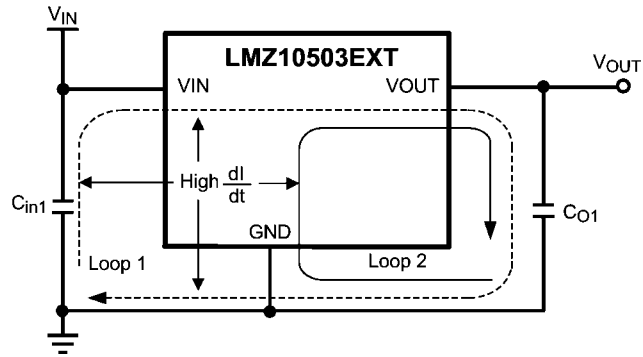 VIN
LMZ10503EXT
VIN
VOUT
VOUT
High dI/dt
Cin1
CO1
GND
Loop 1
Loop 2